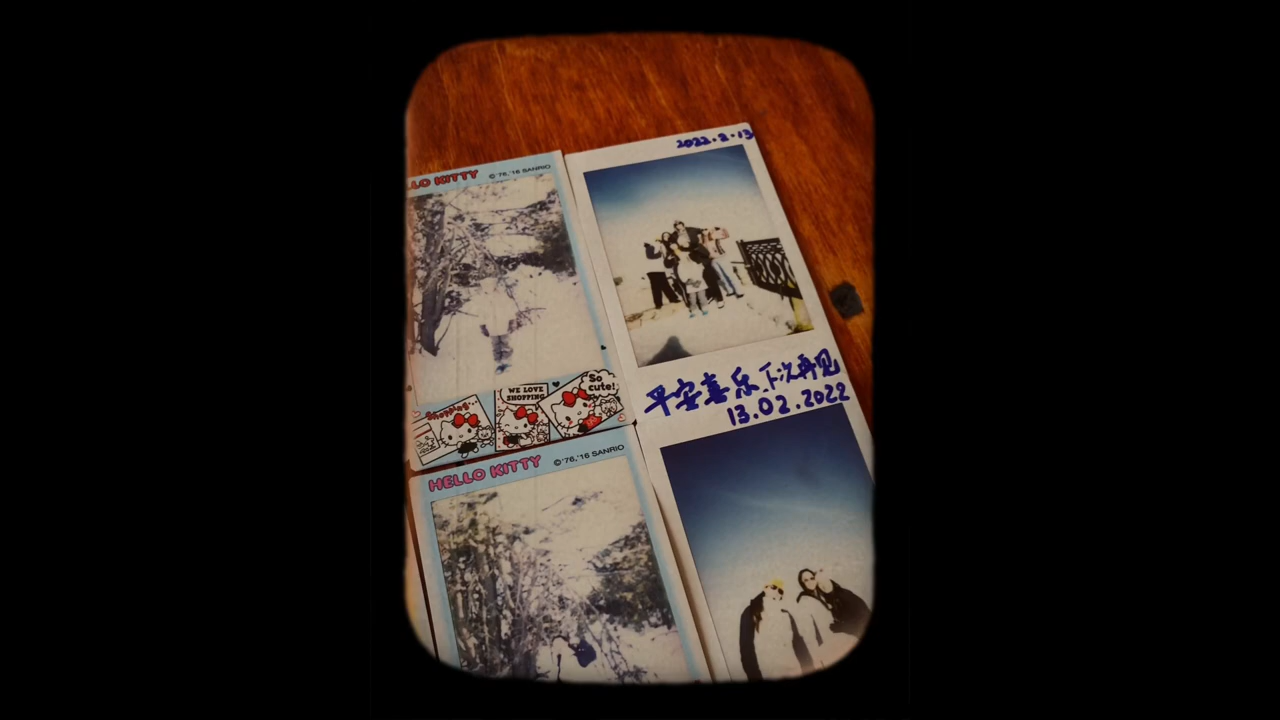 LLO KITTY ©'76,'16 SANRIO
2022.2.13
Shopping...
WE LOVE
SHOPPING
So
cute!
平安喜乐下次再见
13.02.2022
HELLO KITTY ©'76,'16 SANRIO